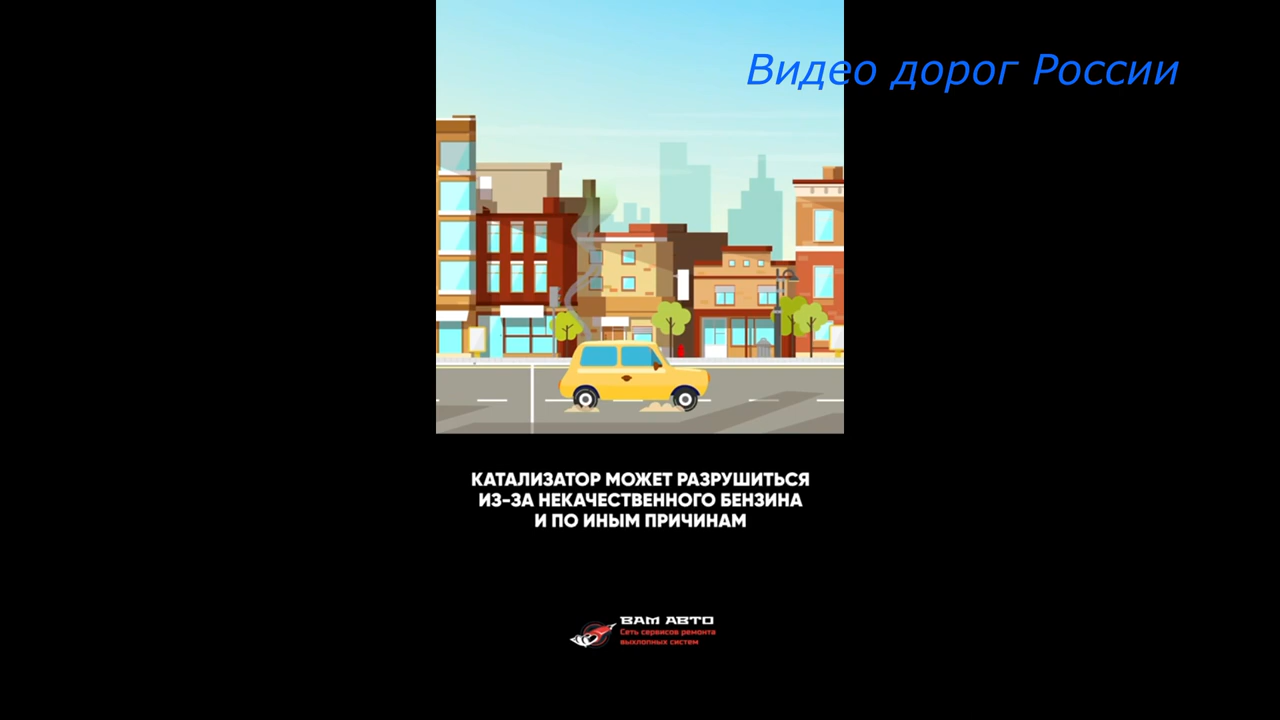 Видео дорог России
КАТАЛИЗАТОР МОЖЕТ РАЗРУШИТЬСЯ
ИЗ-ЗА НЕКАЧЕСТВЕННОГО БЕНЗИНА
И ПО ИНЫМ ПРИЧИНАМ
ВАМ АВТО
Сеть сервисов ремонта
выхлопных систем